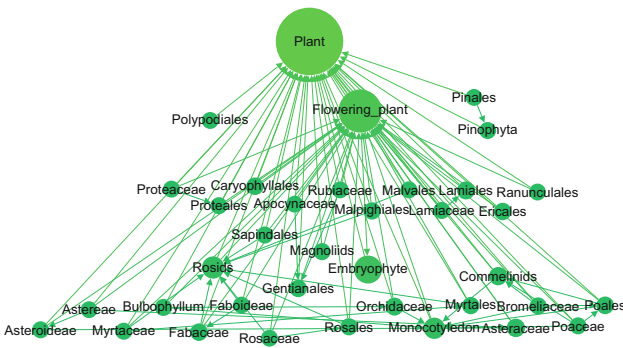 Plant
Pinales
Flowering_plant
Polypodiales
Pinophyta
Proteaceae
Caryophyllales
Rubiaceae
Malvales
Lamiales
Ranunculales
Proteales
Apocynaceae
Malpighiales
Lamiaceae
Ericales
Sapindales
Magnoliids
Rosids
Embryophyte
Commelinids
Gentianales
Astereae
Bulbophyllum
Faboideae
Orchidaceae
Myrtales
Bromeliaceae
Poales
Asteroideae
Myrtaceae
Fabaceae
Rosaceae
Rosales
Monocotyledon
Asteraceae
Poaceae